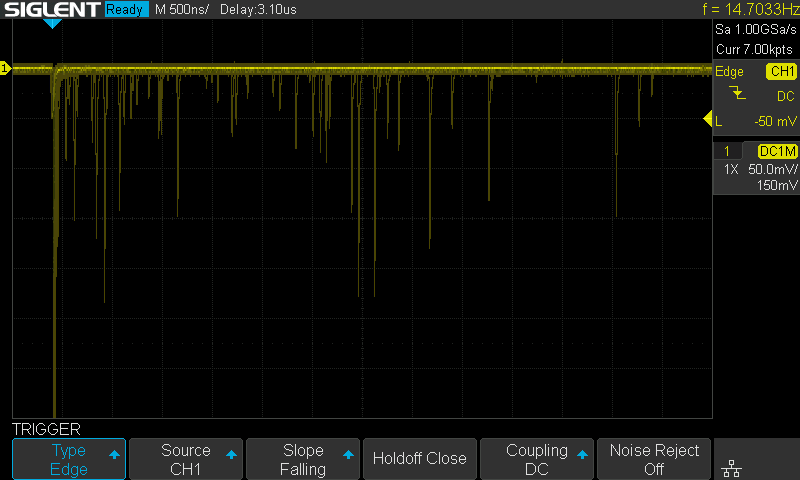 SIGLENT Ready M 500ns/ Delay:3.10us f = 14.7033Hz
Sa 1.00GSa/s
Curr 7.00kpts
Edge CH1
DC
L -50 mV
1 DC1M
1X 50.0mV/
150mV
1
TRIGGER
Type
Edge
Source
CH1
Slope
Falling
Holdoff Close
Coupling
DC
Noise Reject
Off